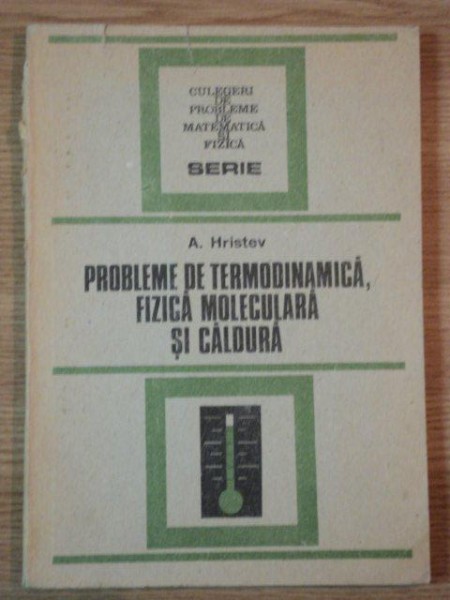 CULEGERI
DE
PROBLEME
DE
MATEMATICĂ
ȘI
FIZICĂ
SERIE
A. Hristev
PROBLEME DE TERMODINAMICĂ,
FIZICĂ MOLECULARĂ
ȘI CĂLDURĂ